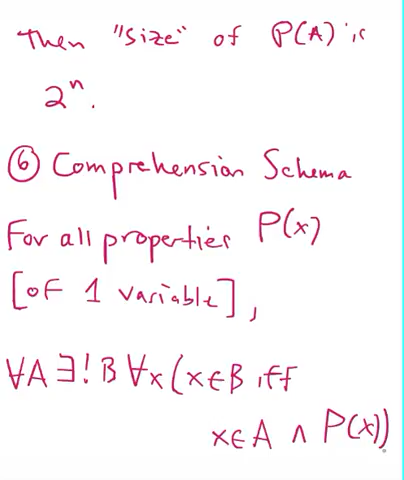 Then "size" of P(A) is
2ⁿ.
⑥ Comprehension Schema
For all properties P(x)
[of 1 variable],
∀A ∃! B ∀x (x∈B iff
x∈A ∧ P(x))